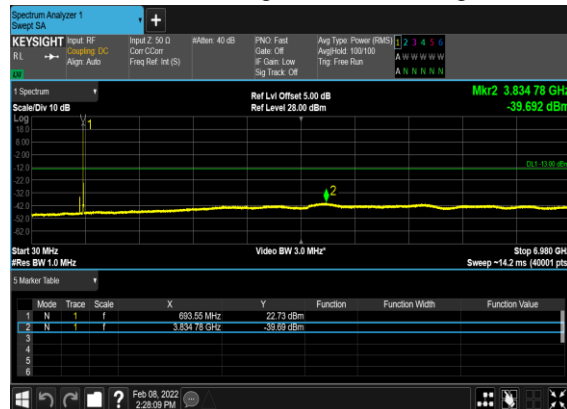 Spectrum Analyzer 1
Swept SA
+
KEYSIGHT Input: RF Input Z: 50 Ω #Atten: 40 dB PNO: Fast Avg Type: Power (RMS) 1 2 3 4 5 6
RL Coupling: DC Corr CCorr Gate: Off Avg|Hold: 100/100 A W W W W W
Align: Auto Freq Ref: Int (S) IF Gain: Low Trig: Free Run
LW Sig Track: Off A N N N N N
1 Spectrum Ref Lvl Offset 5.00 dB Mkr2 3.834 78 GHz
Scale/Div 10 dB Ref Level 28.00 dBm -39.692 dBm
Log
18.0 1
8.00
-2.00
-12.0 DL1 -13.00 dBm
-22.0
-32.0 2
-42.0
-52.0
-62.0
Start 30 MHz Video BW 3.0 MHz* Stop 6.980 GHz
#Res BW 1.0 MHz Sweep ~14.2 ms (40001 pts)
5 Marker Table
Mode Trace Scale X Y Function Function Width Function Value
1 N 1 f 693.55 MHz 22.73 dBm
2 N 1 f 3.834 78 GHz -39.69 dBm
3
4
5
6
? Feb 08, 2022
2:28:09 PM